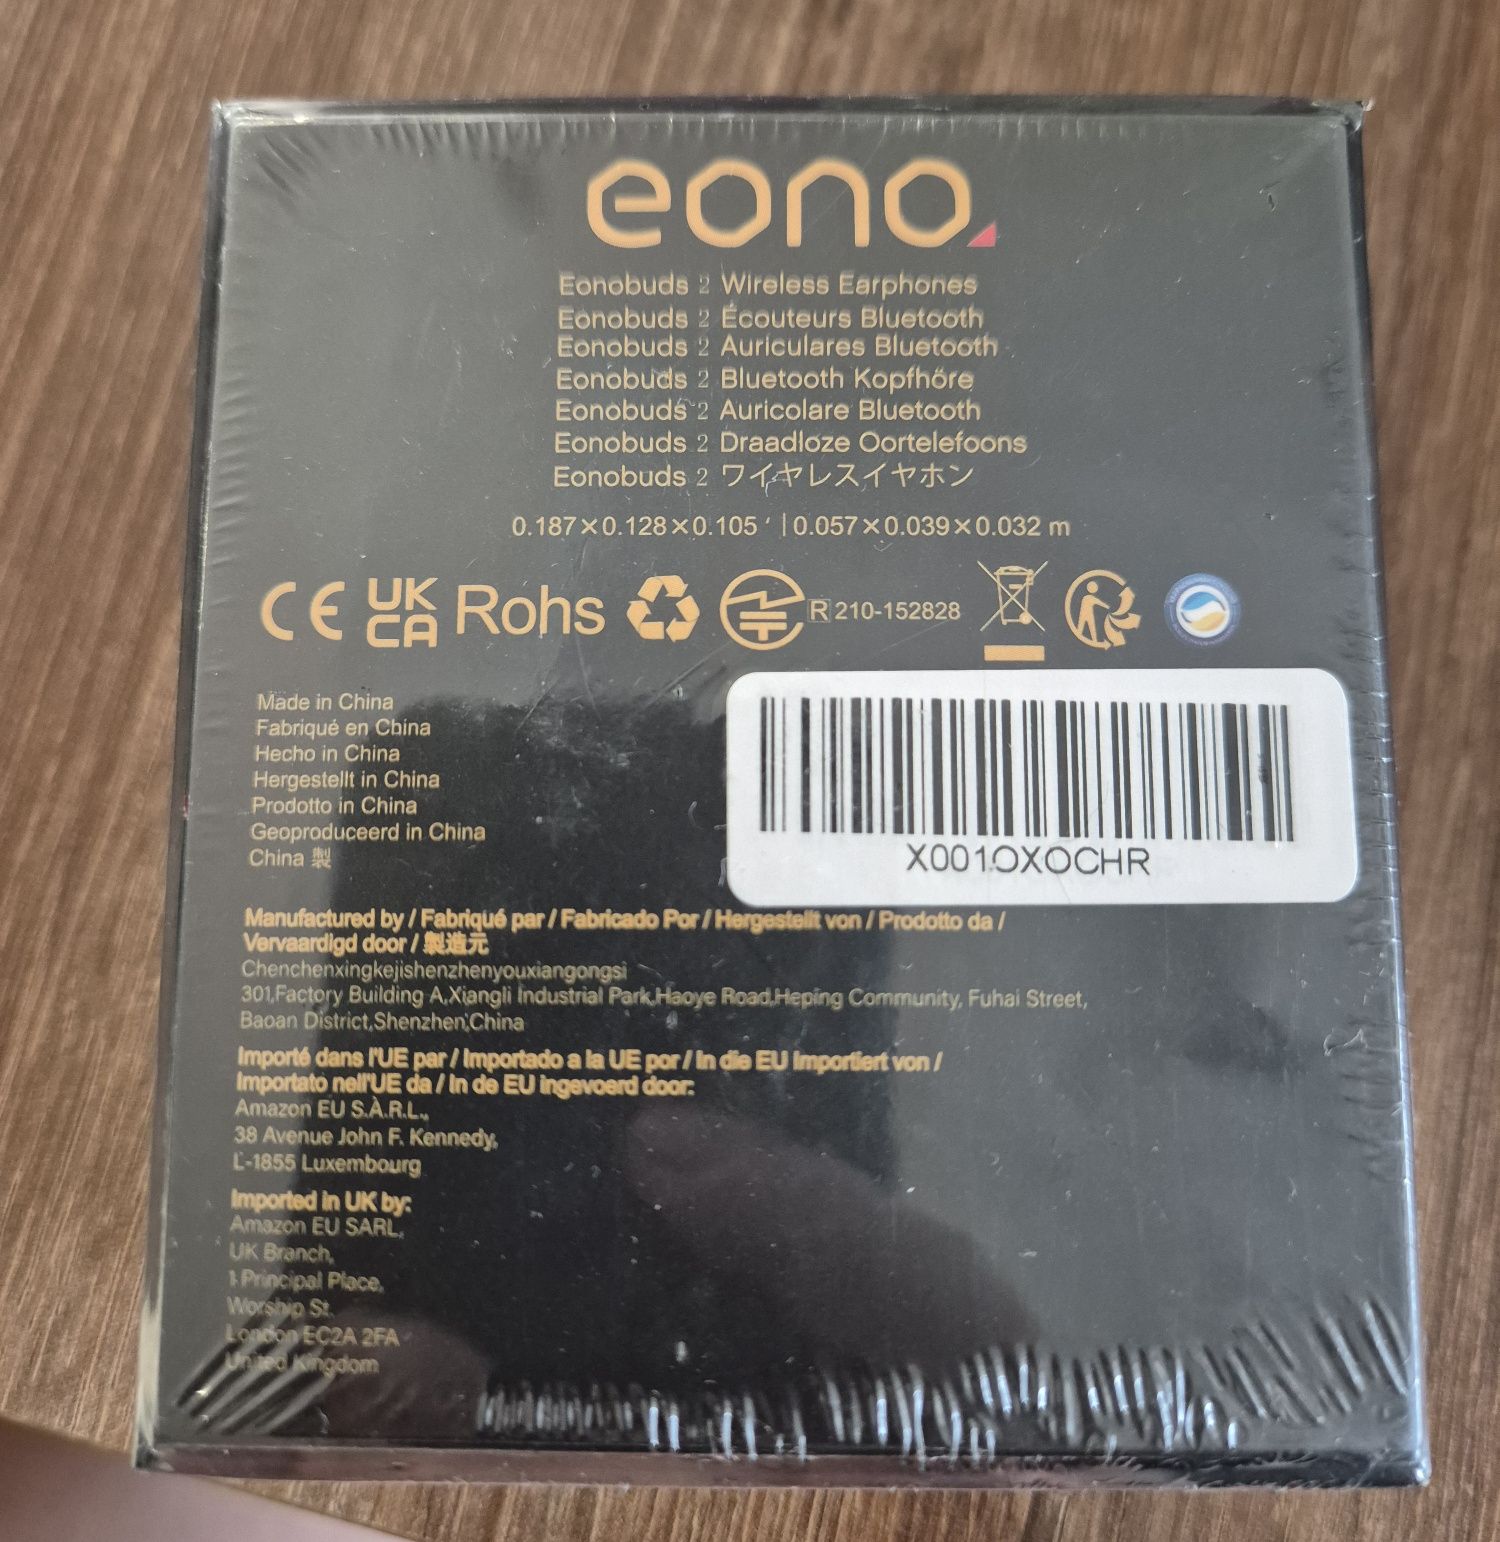 eono
Eonobuds 2 Wireless Earphones
Eonobuds 2 Écouteurs Bluetooth
Eonobuds 2 Auriculares Bluetooth
Eonobuds 2 Bluetooth Kopfhöre
Eonobuds 2 Auricolare Bluetooth
Eonobuds 2 Draadloze Oortelefoons
Eonobuds 2 ワイヤレスイヤホン
0.187×0.128×0.105 ' | 0.057×0.039×0.032 m
CE UK CA Rohs R 210-152828
Made in China
Fabriqué en China
Hecho in China
Hergestellt in China
Prodotto in China
Geoproduceerd in China
China 製
X001OXOCHR
Manufactured by / Fabriqué par / Fabricado Por / Hergestellt von / Prodotto da /
Vervaardigd door / 製造元
Chenchenxingkejishenzhenyouxiangongsi
301,Factory Building A,Xiangli Industrial Park,Haoye Road,Heping Community, Fuhai Street,
Baoan District,Shenzhen,China
Importé dans l'UE par / Importado a la UE por / In die EU importiert von /
Importato nell'UE da / In de EU ingevoerd door:
Amazon EU S.À.R.L.,
38 Avenue John F. Kennedy,
L-1855 Luxembourg
Imported in UK by:
Amazon EU SARL,
UK Branch,
1 Principal Place,
Worship St.
London EC2A 2FA
United Kingdom